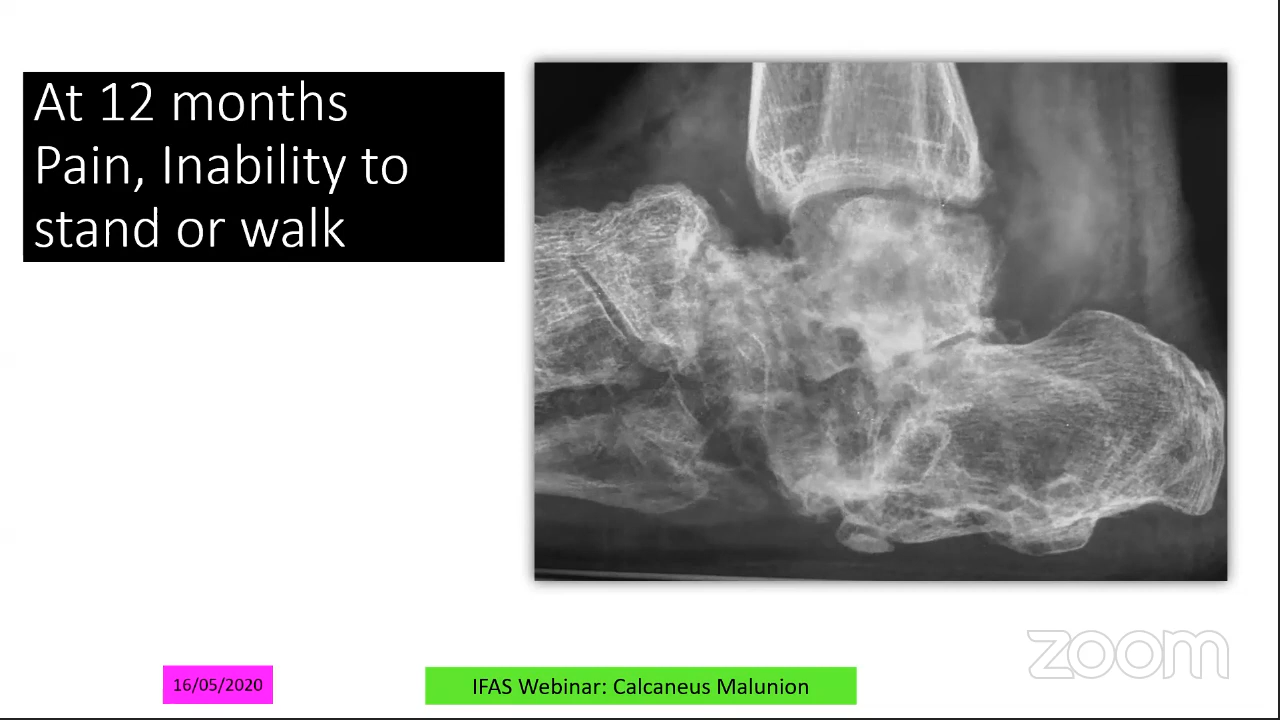 At 12 months
Pain, Inability to
stand or walk
zoom
16/05/2020
IFAS Webinar: Calcaneus Malunion